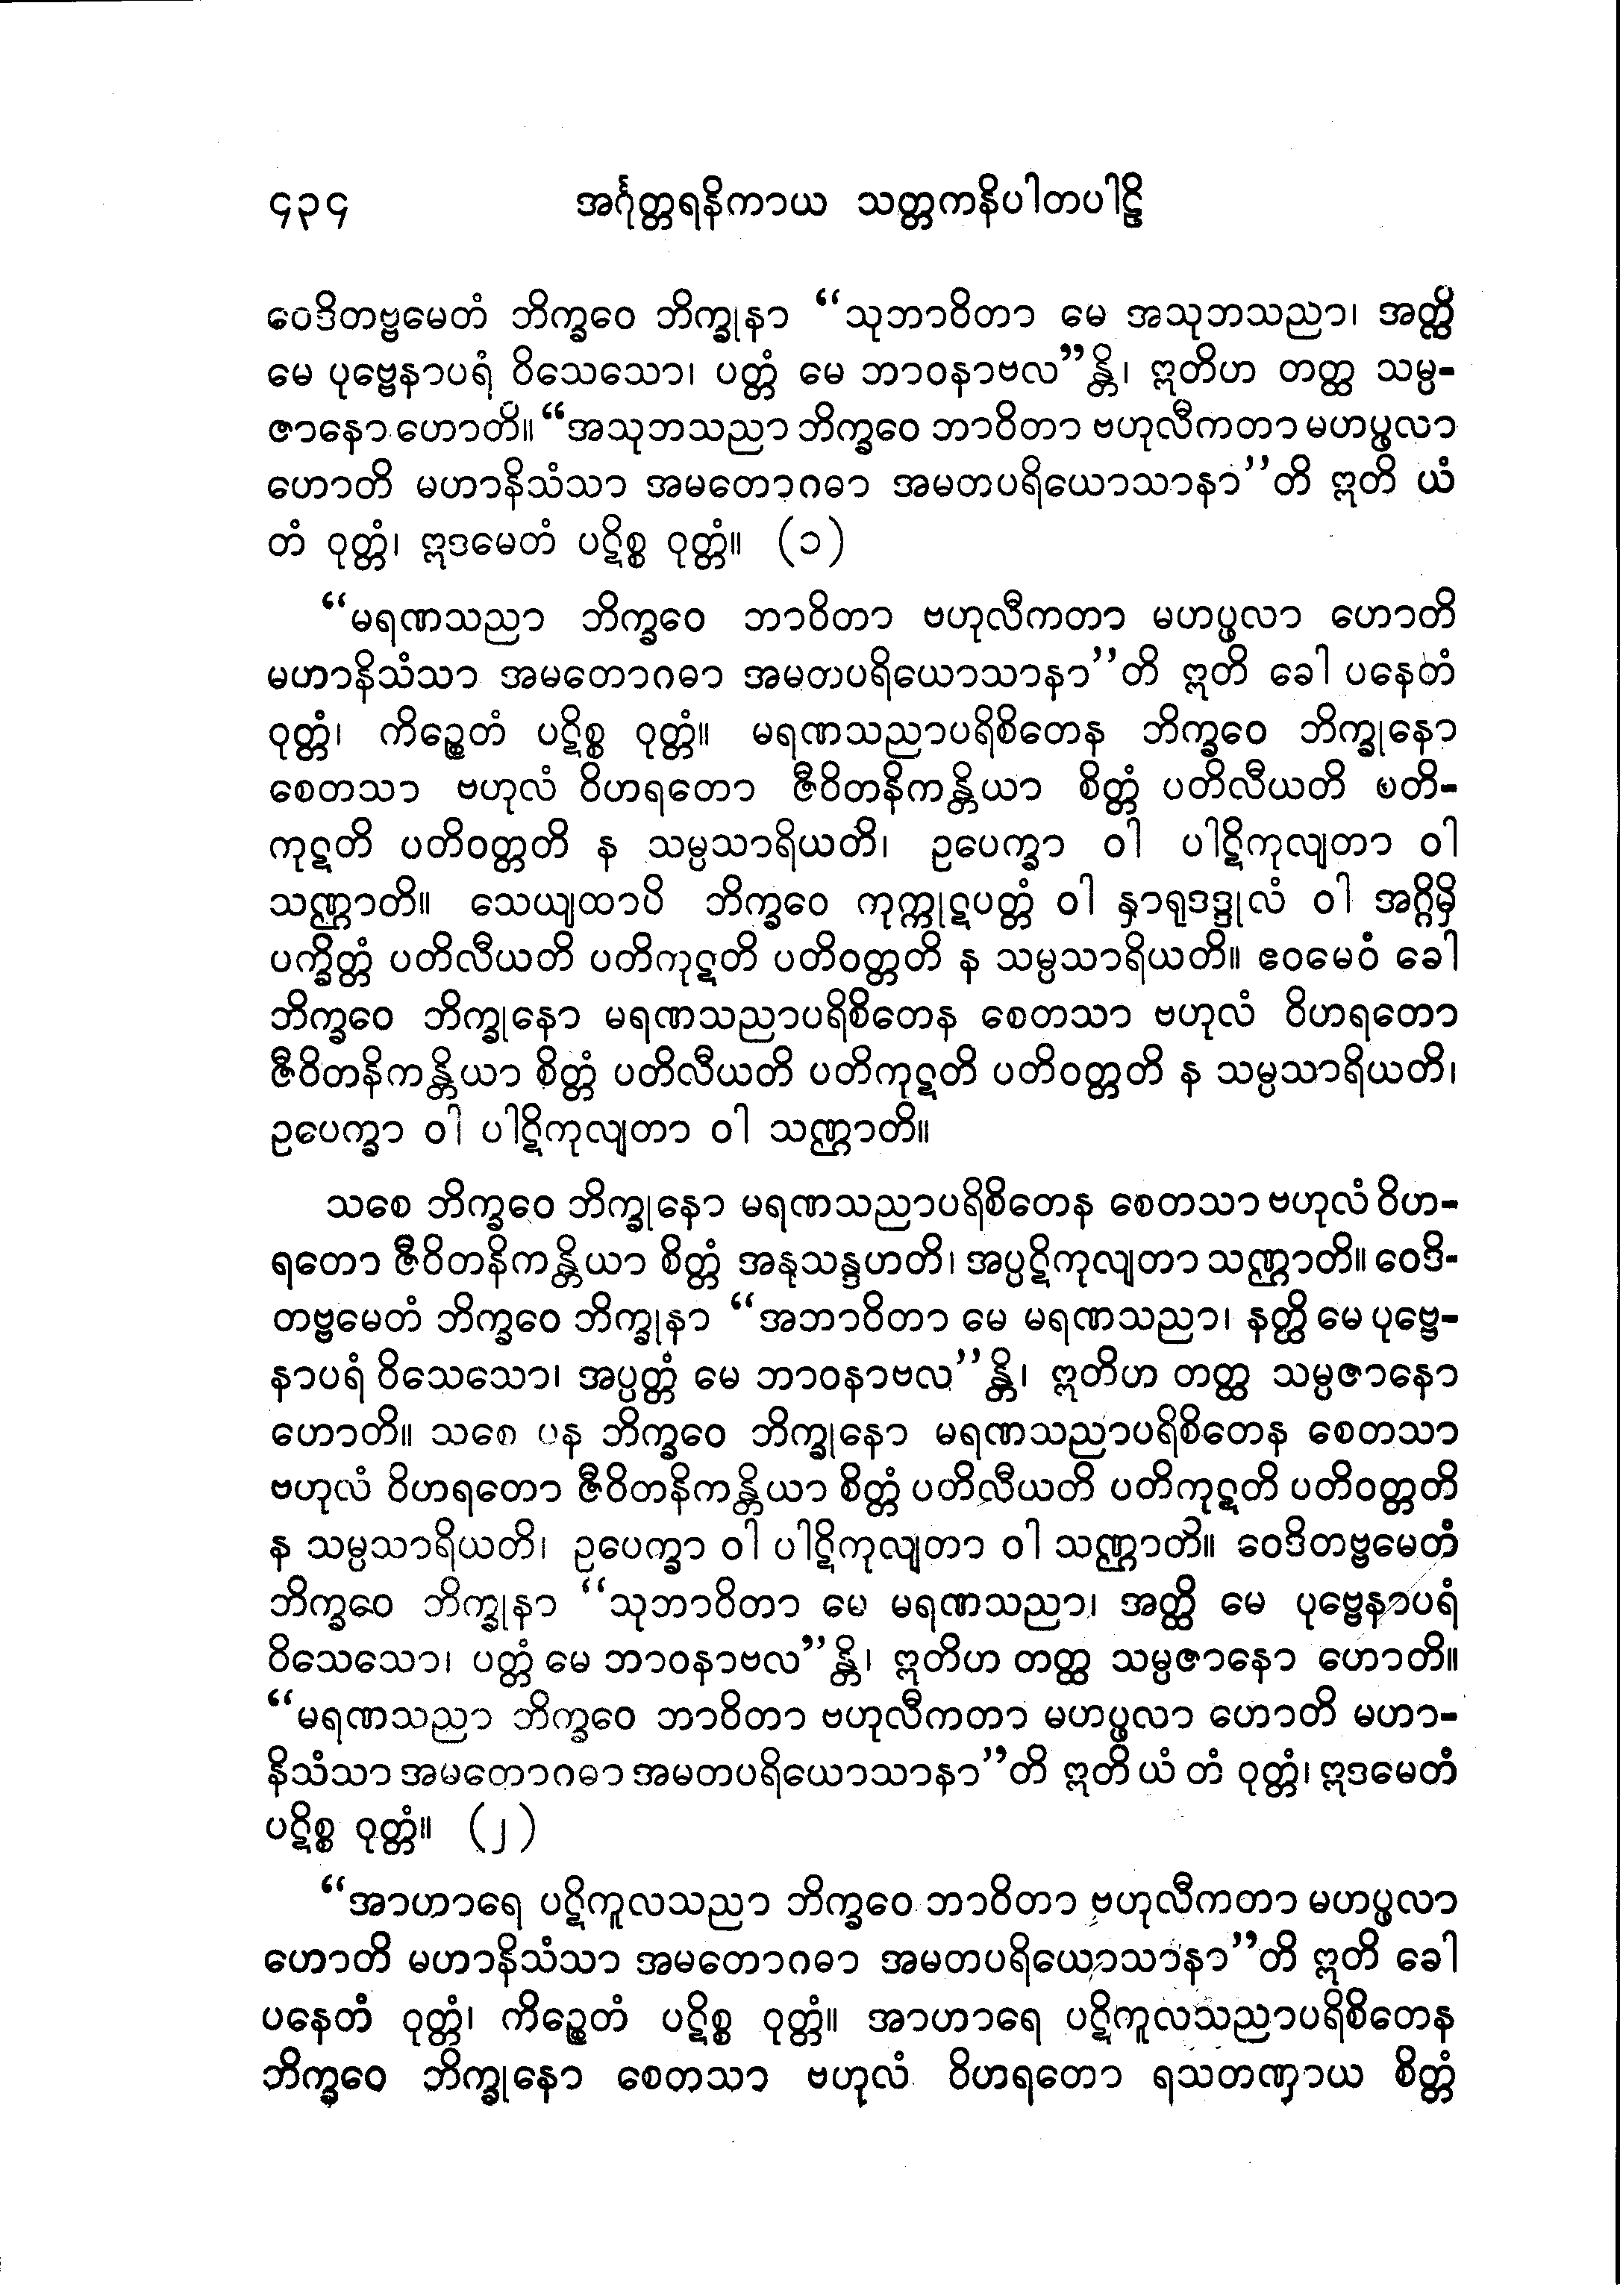 ၄၃၄ အင်္ဂုတ္တရနိကာယ သတ္တကနိပါတပါဠိ
ဝေဒိတဗ္ဗမေတံ ဘိက္ခဝေ ဘိက္ခုနာ “သုဘာဝိတာ မေ အသုဘသညာ၊ အတ္ထိ
မေ ပုဗ္ဗေနာပရံ ဝိသေသော၊ ပတ္တံ မေ ဘာဝနာဗလ”န္တိ၊ ဣတိဟ တတ္ထ သမ္ပ-
ဇာနော ဟောတိ။ “အသုဘသညာ ဘိက္ခဝေ ဘာဝိတာ ဗဟုလီကတာ မဟပ္ဖလာ
ဟောတိ မဟာနိသံသာ အမတောဂဓာ အမတပရိယောသာနာ”တိ ဣတိ ယံ
တံ ဝုတ္တံ၊ ဣဒမေတံ ပဋိစ္စ ဝုတ္တံ။ (၁)
“မရဏသညာ ဘိက္ခဝေ ဘာဝိတာ ဗဟုလီကတာ မဟပ္ဖလာ ဟောတိ
မဟာနိသံသာ အမတောဂဓာ အမတပရိယောသာနာ”တိ ဣတိ ခေါ ပနေတံ
ဝုတ္တံ၊ ကိဉ္စေတံ ပဋိစ္စ ဝုတ္တံ။ မရဏသညာပရိစိတေန ဘိက္ခဝေ ဘိက္ခုနော
စေတသာ ဗဟုလံ ဝိဟရတော ဇီဝိတနိကန္တိယာ စိတ္တံ ပတိလီယတိ ပတိ-
ကုဋတိ ပတိဝတ္တတိ န သမ္ပသာရိယတိ၊ ဥပေက္ခာ ဝါ ပါဋိကုလျတာ ဝါ
သဏ္ဌာတိ။ သေယျထာပိ ဘိက္ခဝေ ကုက္ကုဋပတ္တံ ဝါ နှာရုဒဒ္ဒုလံ ဝါ အဂ္ဂိမှိ
ပက္ခိတ္တံ ပတိလီယတိ ပတိကုဋတိ ပတိဝတ္တတိ န သမ္ပသာရိယတိ။ ဧဝမေဝံ ခေါ
ဘိက္ခဝေ ဘိက္ခုနော မရဏသညာပရိစိတေန စေတသာ ဗဟုလံ ဝိဟရတော
ဇီဝိတနိကန္တိယာ စိတ္တံ ပတိလီယတိ ပတိကုဋတိ ပတိဝတ္တတိ န သမ္ပသာရိယတိ၊
ဥပေက္ခာ ဝါ ပါဋိကုလျတာ ဝါ သဏ္ဌာတိ။
သစေ ဘိက္ခဝေ ဘိက္ခုနော မရဏသညာပရိစိတေန စေတသာ ဗဟုလံ ဝိဟ-
ရတော ဇီဝိတနိကန္တိယာ စိတ္တံ အနုသန္ဒဟတိ၊ အပ္ပဋိကုလျတာ သဏ္ဌာတိ။ ဝေဒိ-
တဗ္ဗမေတံ ဘိက္ခဝေ ဘိက္ခုနာ “အဘာဝိတာ မေ မရဏသညာ၊ နတ္ထိ မေ ပုဗ္ဗေ-
နာပရံ ဝိသေသော၊ အပ္ပတ္တံ မေ ဘာဝနာဗလ”န္တိ၊ ဣတိဟ တတ္ထ သမ္ပဇာနော
ဟောတိ။ သစေ ပန ဘိက္ခဝေ ဘိက္ခုနော မရဏသညာပရိစိတေန စေတသာ
ဗဟုလံ ဝိဟရတော ဇီဝိတနိကန္တိယာ စိတ္တံ ပတိလီယတိ ပတိကုဋတိ ပတိဝတ္တတိ
န သမ္ပသာရိယတိ၊ ဥပေက္ခာ ဝါ ပါဋိကုလျတာ ဝါ သဏ္ဌာတိ။ ဝေဒိတဗ္ဗမေတံ
ဘိက္ခဝေ ဘိက္ခုနာ “သုဘာဝိတာ မေ မရဏသညာ၊ အတ္ထိ မေ ပုဗ္ဗေနာပရံ
ဝိသေသော၊ ပတ္တံ မေ ဘာဝနာဗလ”န္တိ၊ ဣတိဟ တတ္ထ သမ္ပဇာနော ဟောတိ။
“မရဏသညာ ဘိက္ခဝေ ဘာဝိတာ ဗဟုလီကတာ မဟပ္ဖလာ ဟောတိ မဟာ-
နိသံသာ အမတောဂဓာ အမတပရိယောသာနာ”တိ ဣတိ ယံ တံ ဝုတ္တံ၊ ဣဒမေတံ
ပဋိစ္စ ဝုတ္တံ။ (၂)
“အာဟာရေ ပဋိကူလသညာ ဘိက္ခဝေ ဘာဝိတာ ဗဟုလီကတာ မဟပ္ဖလာ
ဟောတိ မဟာနိသံသာ အမတောဂဓာ အမတပရိယောသာနာ”တိ ဣတိ ခေါ
ပနေတံ ဝုတ္တံ၊ ကိဉ္စေတံ ပဋိစ္စ ဝုတ္တံ။ အာဟာရေ ပဋိကူလသညာပရိစိတေန
ဘိက္ခဝေ ဘိက္ခုနော စေတသာ ဗဟုလံ ဝိဟရတော ရသတဏှာယ စိတ္တံ